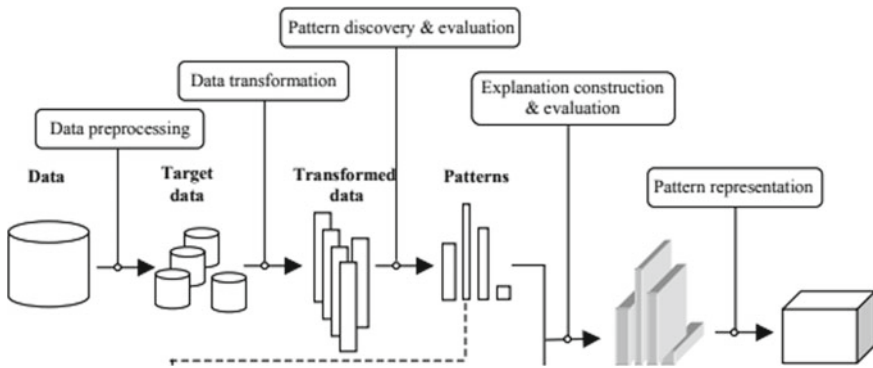 Pattern discovery & evaluation
Data transformation
Explanation construction
& evaluation
Data preprocessing
Data
Target
data
Transformed
data
Patterns
Pattern representation